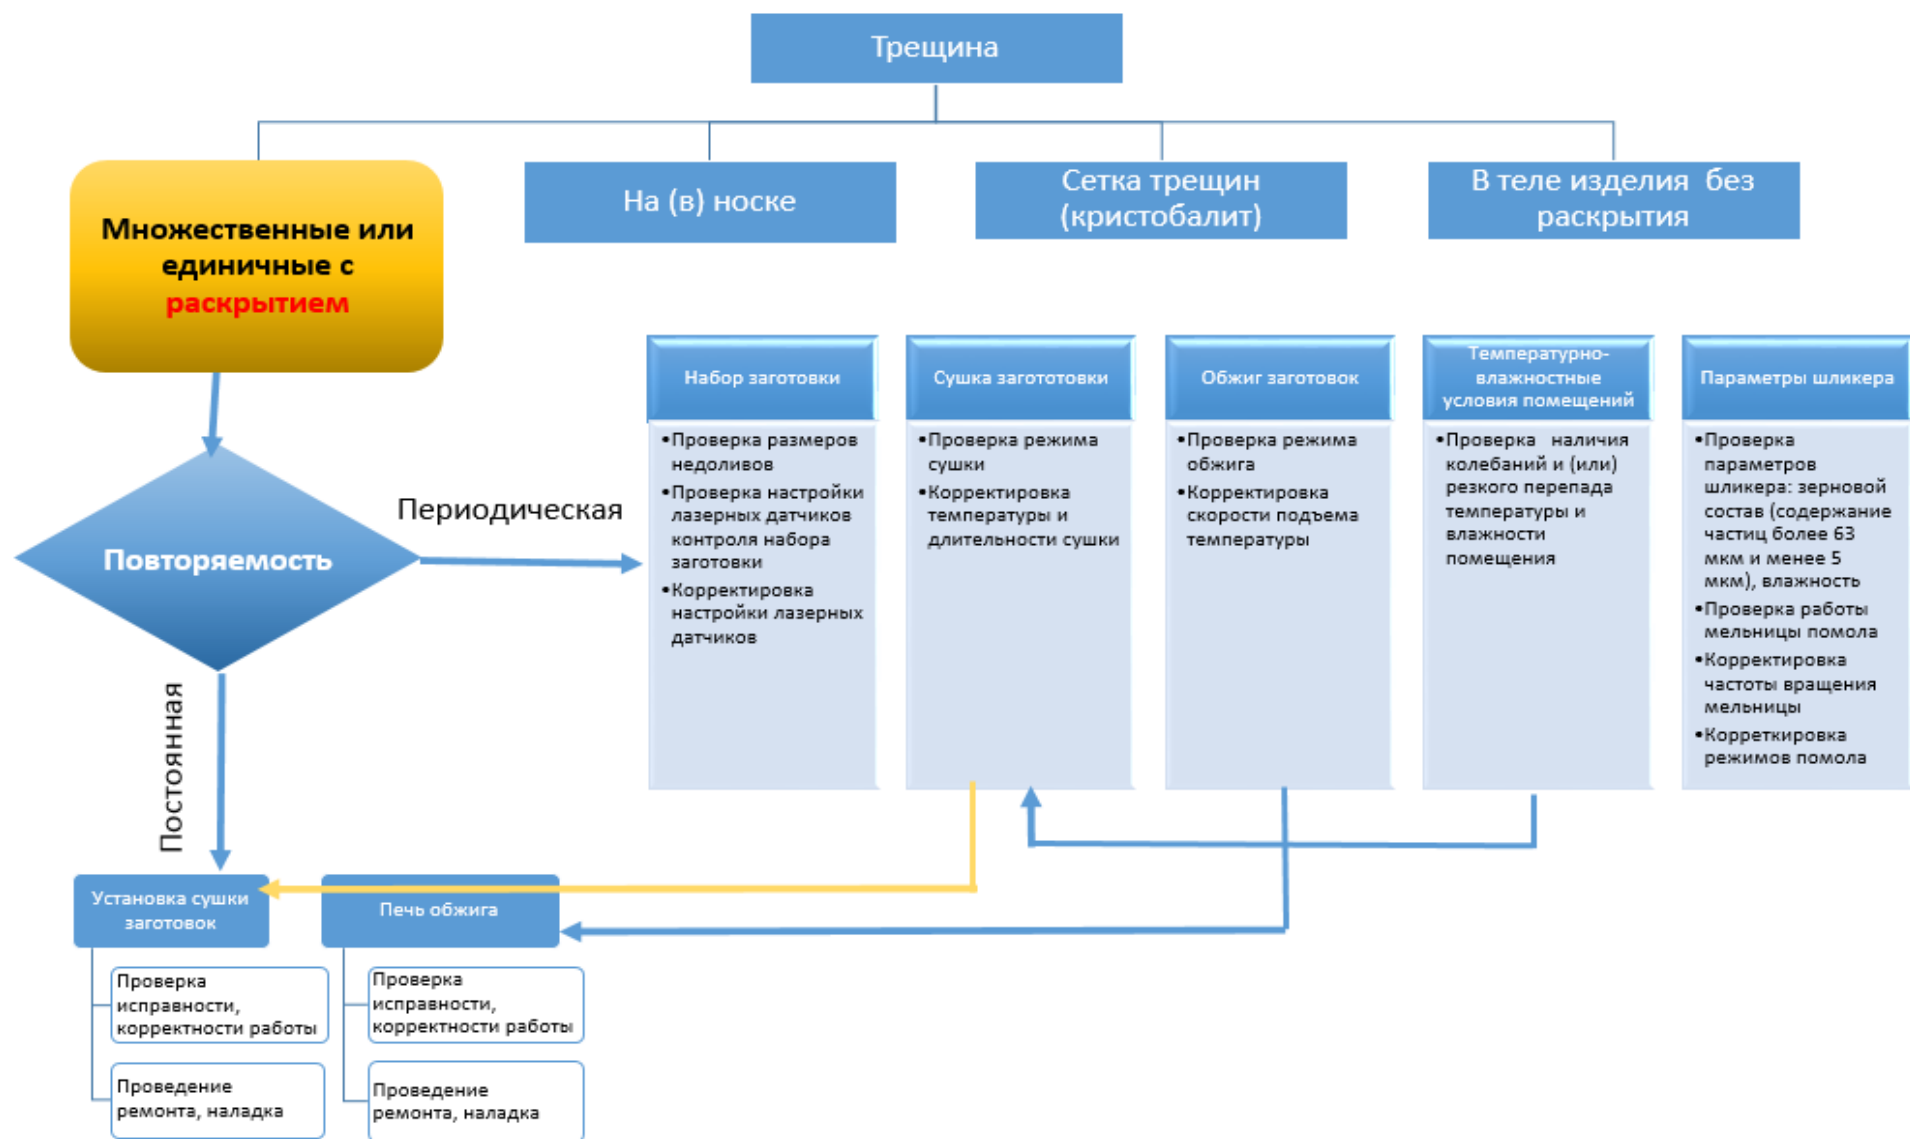 Трещина
Множественные или
единичные с
раскрытием
На (в) носке
Сетка трещин
(кристобалит)
В теле изделия  без
раскрытия
Повторяемость
Периодическая
Постоянная
Набор заготовки
•Проверка размеров
недоливов
•Проверка настройки
лазерных датчиков
контроля набора
заготовки
•Корректировка
настройки лазерных
датчиков
Сушка загототовки
•Проверка режима
сушки
•Корректировка
температуры и
длительности сушки
Обжиг заготовок
•Проверка режима
обжига
•Корректировка
скорости подъема
температуры
Температурно-
влажностные
условия помещений
•Проверка наличия
колебаний и (или)
резкого перепада
температуры и
влажности
помещения
Параметры шликера
•Проверка
параметров
шликера: зерновой
состав (содержание
частиц более 63
мкм и менее 5
мкм), влажность
•Проверка работы
мельницы помола
•Корректировка
частоты вращения
мельницы
•Корреткировка
режимов помола
Установка сушки
заготовок
Проверка
исправности,
корректности работы
Проведение
ремонта, наладка
Печь обжига
Проверка
исправности,
корректности работы
Проведение
ремонта, наладка